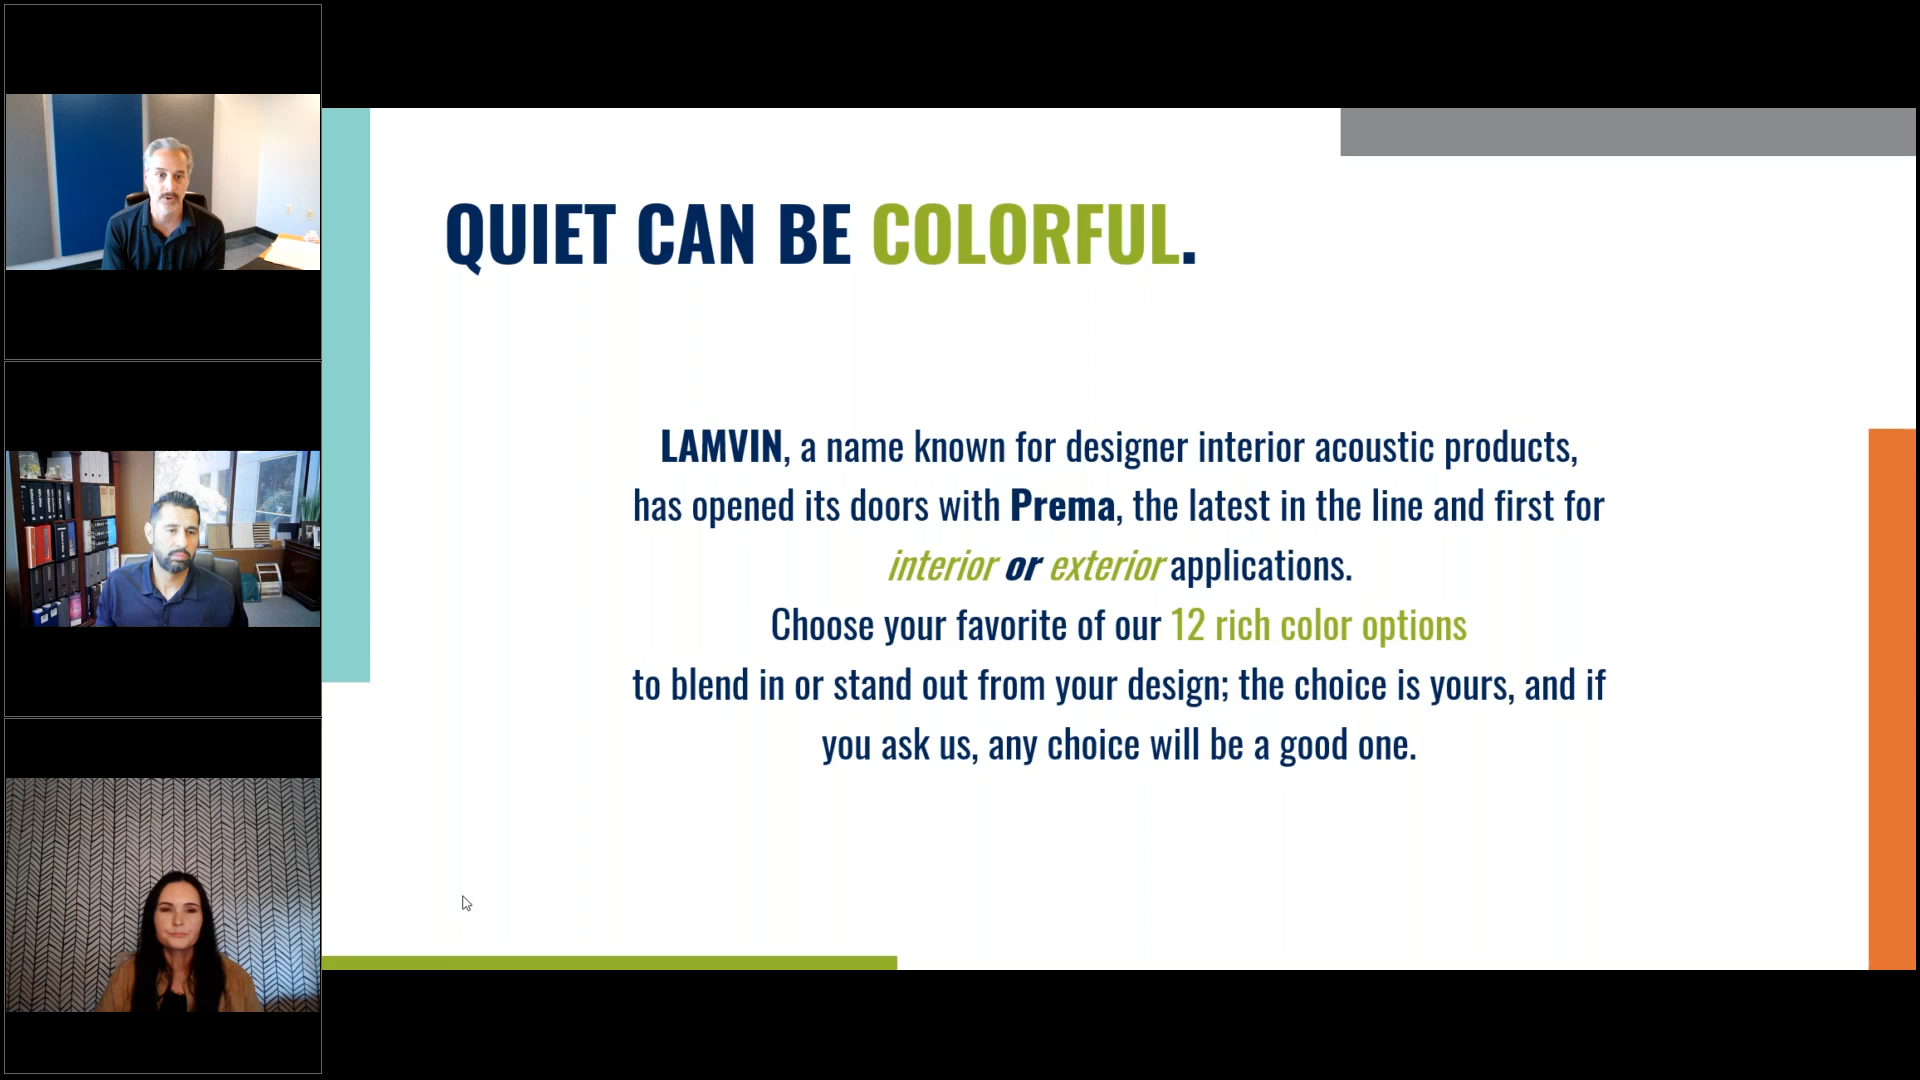 QUIET CAN BE COLORFUL.
LAMVIN, a name known for designer interior acoustic products,
has opened its doors with Prema, the latest in the line and first for
interior or exterior applications.
Choose your favorite of our 12 rich color options
to blend in or stand out from your design; the choice is yours, and if
you ask us, any choice will be a good one.